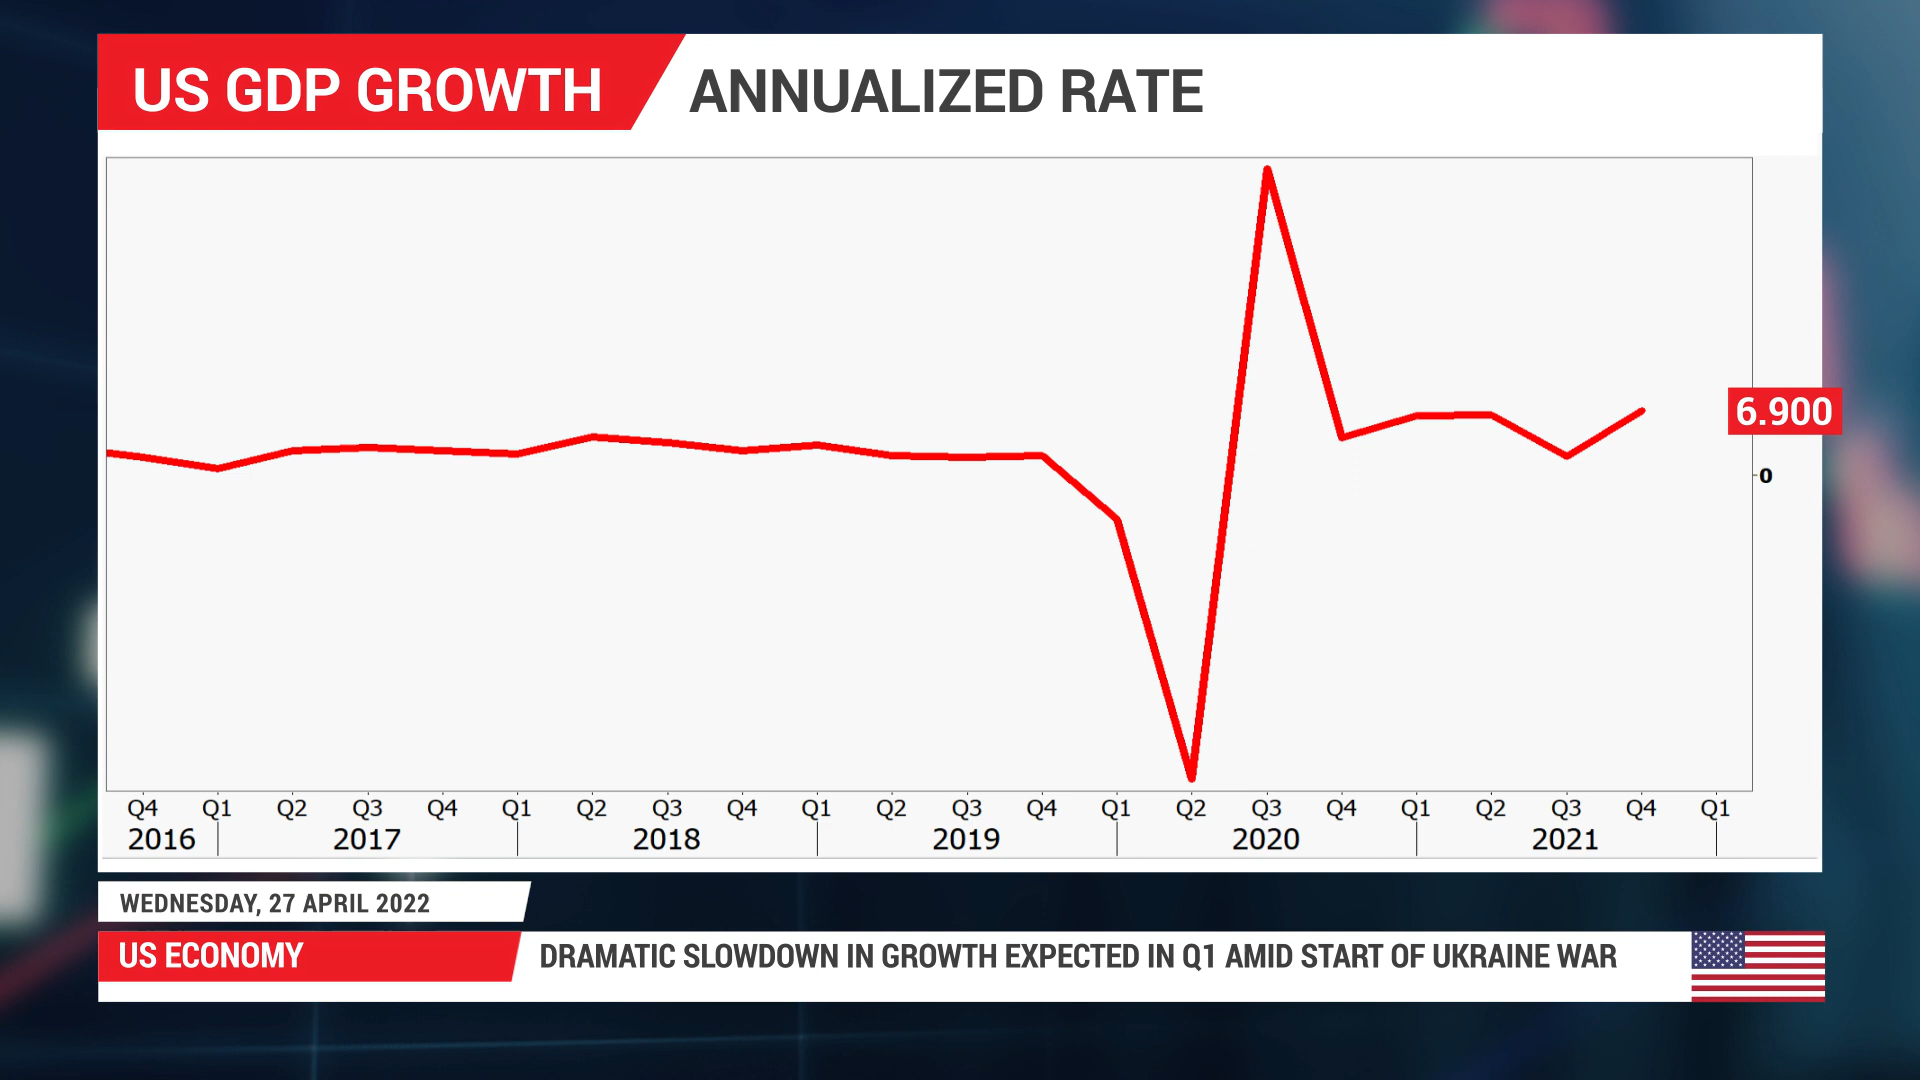 US GDP GROWTH ANNUALIZED RATE
6.900
0
Q4 Q1 Q2 Q3 Q4 Q1 Q2 Q3 Q4 Q1 Q2 Q3 Q4 Q1 Q2 Q3 Q4 Q1 Q2 Q3 Q4 Q1
2016 2017 2018 2019 2020 2021
WEDNESDAY, 27 APRIL 2022
US ECONOMY DRAMATIC SLOWDOWN IN GROWTH EXPECTED IN Q1 AMID START OF UKRAINE WAR